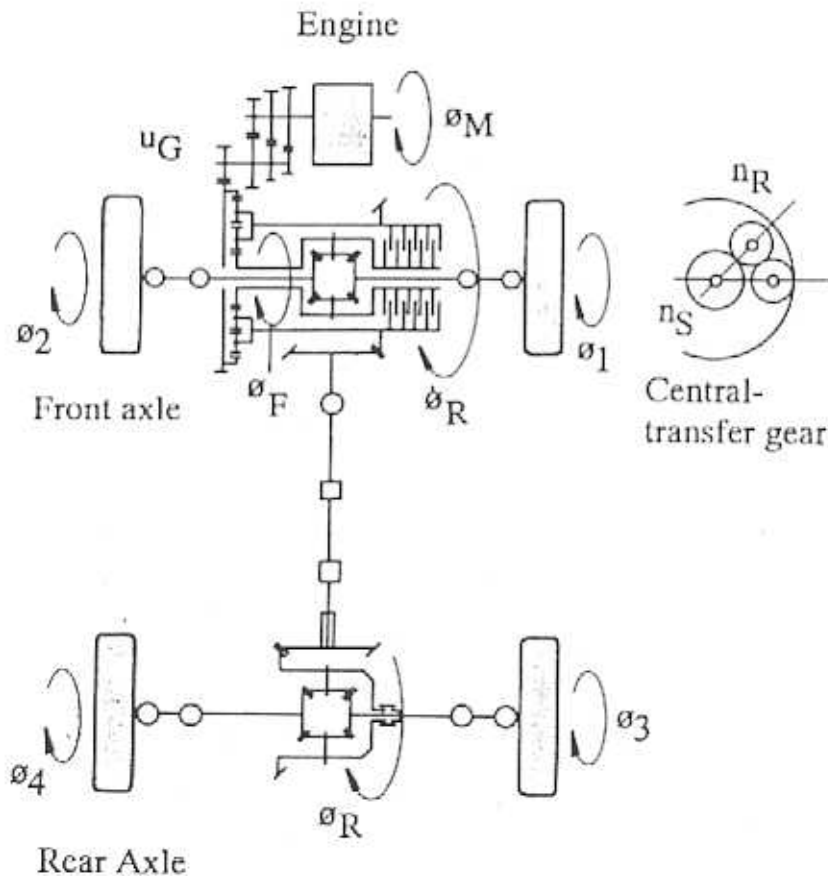 Engine
øM
uG
nR
nS
ø2
øF
øR
ø1
Front axle
Central-
transfer gear
ø4
øR
ø3
Rear Axle